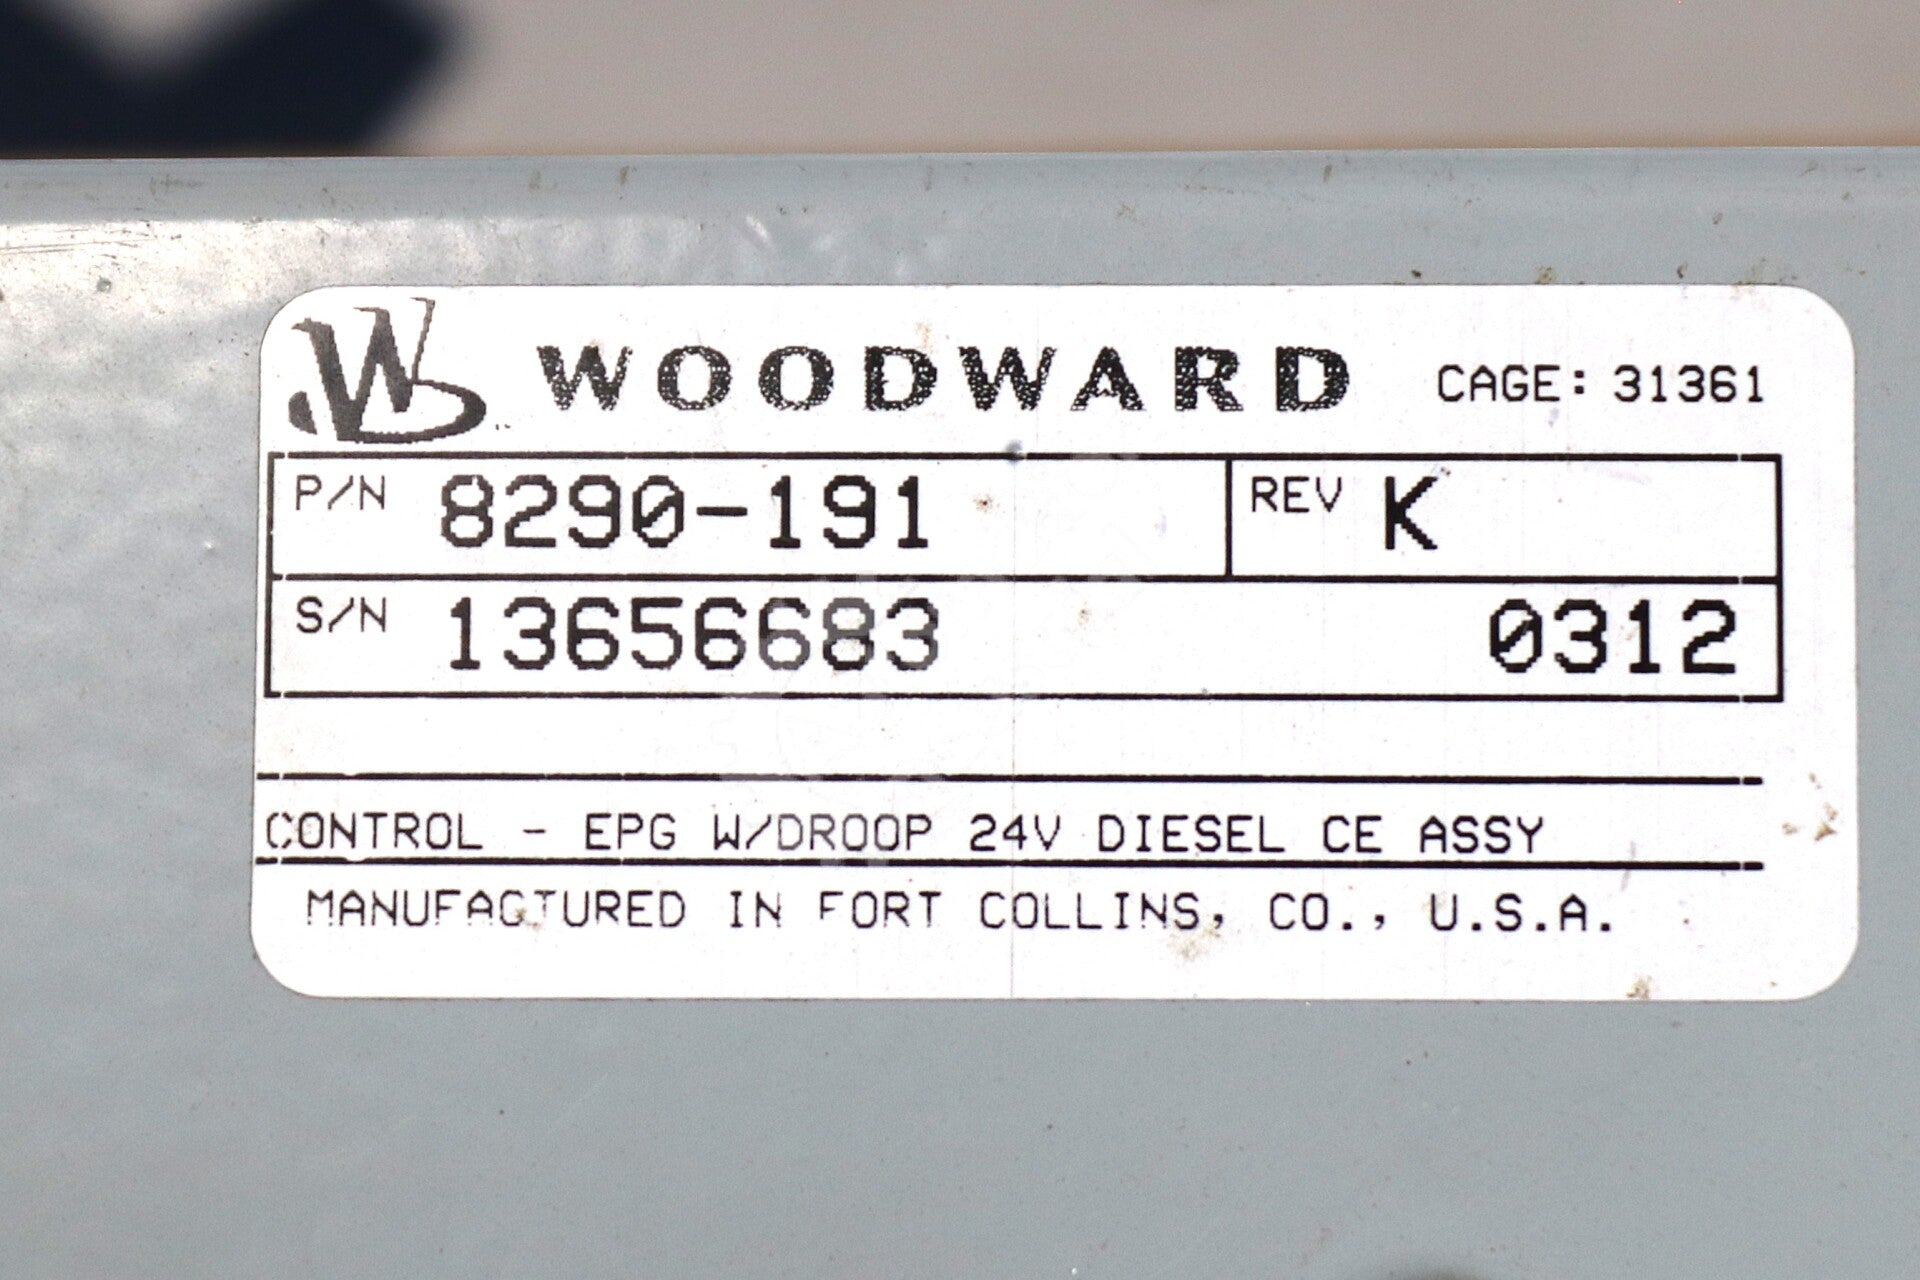 WOODWARD CAGE: 31361
P/N 8290-191 REV K
S/N 13656683 0312
CONTROL - EPG W/DROOP 24V DIESEL CE ASSY
MANUFACTURED IN FORT COLLINS, CO., U.S.A.